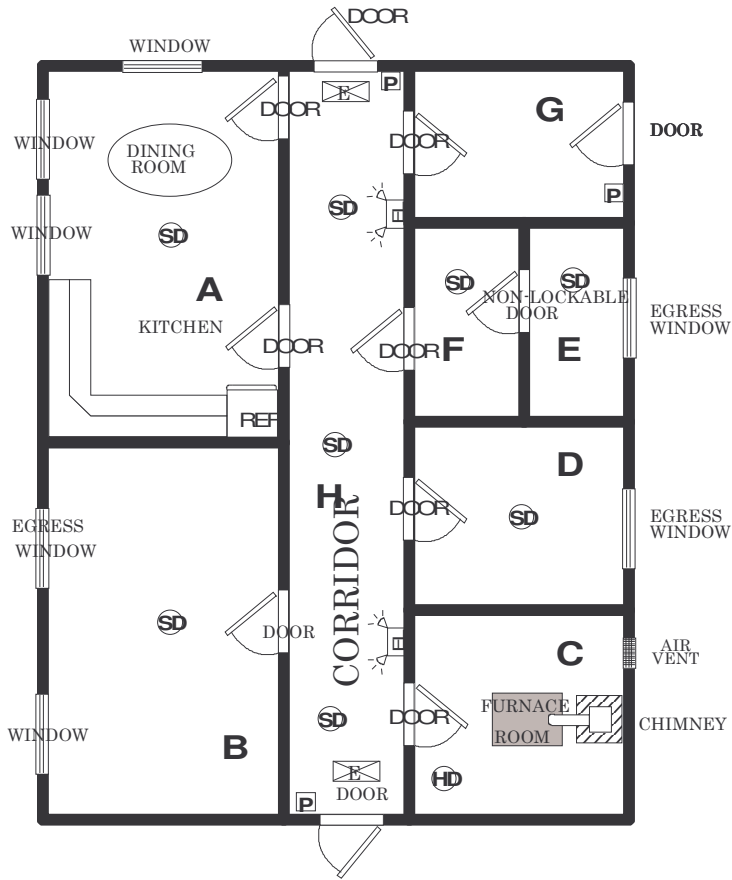 DOOR
WINDOW
E
P
DOOR
G
WINDOW
DINING
ROOM
DOOR
DOOR
P
WINDOW
SD
SD
H
SD
SD
A
NON-LOCKABLE
DOOR
EGRESS
WINDOW
KITCHEN
DOOR
DOOR
F
E
REF
SD
D
H
DOOR
SD
EGRESS
WINDOW
EGRESS
WINDOW
CORRIDOR
SD
DOOR
H
C
AIR
VENT
WINDOW
B
SD
DOOR
FURNACE
ROOM
CHIMNEY
E
DOOR
P
HD